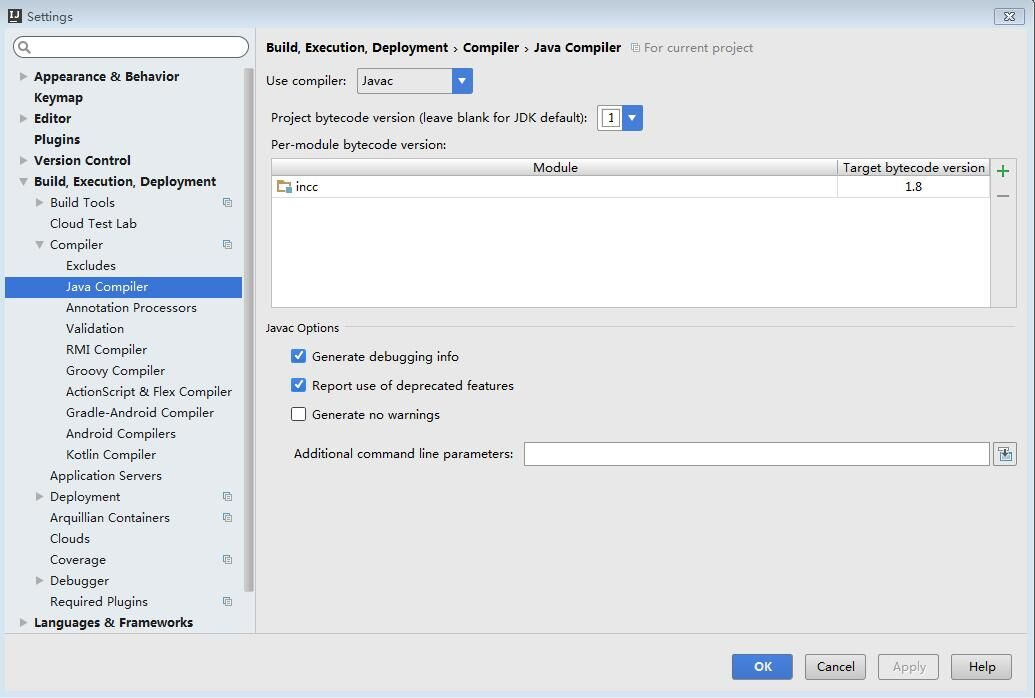 Settings
Build, Execution, Deployment › Compiler › Java Compiler For current project
Appearance & Behavior
Keymap
Editor
Plugins
Version Control
Build, Execution, Deployment
Build Tools
Cloud Test Lab
Compiler
Excludes
Java Compiler
Annotation Processors
Validation
RMI Compiler
Groovy Compiler
ActionScript & Flex Compiler
Gradle-Android Compiler
Android Compilers
Kotlin Compiler
Application Servers
Deployment
Arquillian Containers
Clouds
Coverage
Debugger
Required Plugins
Languages & Frameworks
Use compiler: Javac
Project bytecode version (leave blank for JDK default): 1
Per-module bytecode version:
Module Target bytecode version
incc 1.8
Javac Options
Generate debugging info
Report use of deprecated features
Generate no warnings
Additional command line parameters:
OK Cancel Apply Help